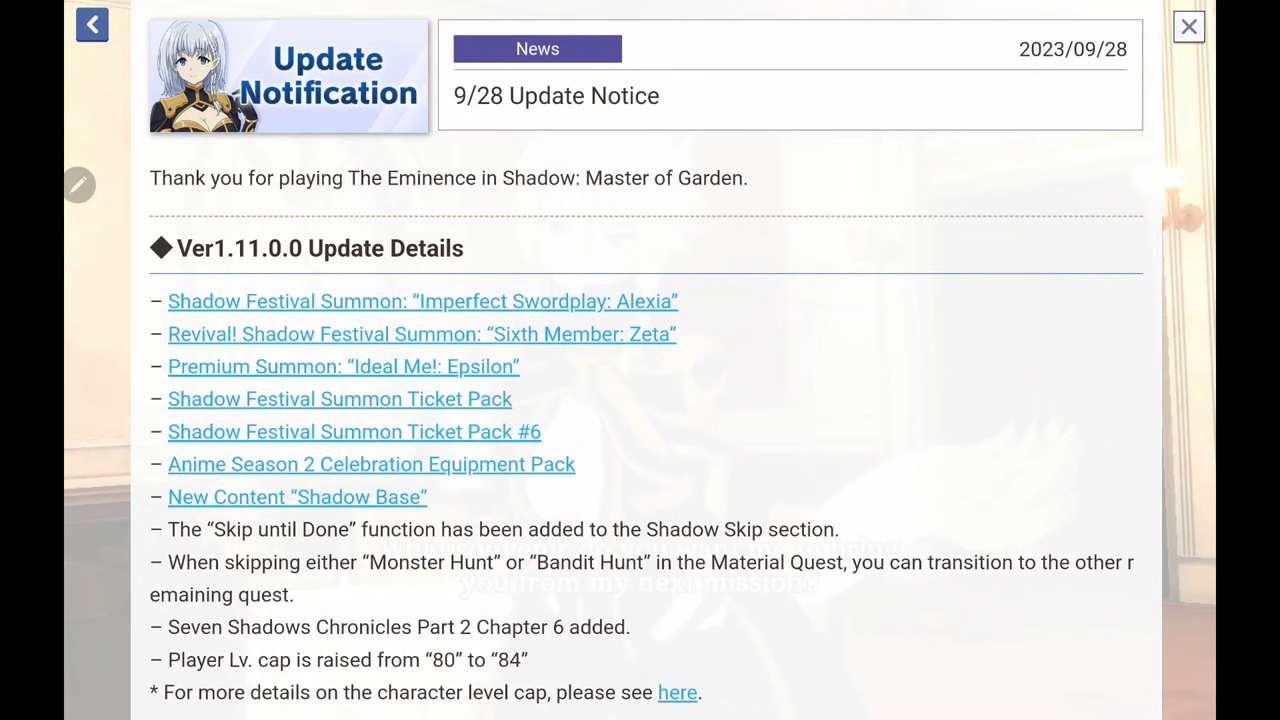 Update
Notification
News
2023/09/28
9/28 Update Notice
Thank you for playing The Eminence in Shadow: Master of Garden.
◆Ver1.11.0.0 Update Details
– Shadow Festival Summon: “Imperfect Swordplay: Alexia”
– Revival! Shadow Festival Summon: “Sixth Member: Zeta”
– Premium Summon: “Ideal Me!: Epsilon”
– Shadow Festival Summon Ticket Pack
– Shadow Festival Summon Ticket Pack #6
– Anime Season 2 Celebration Equipment Pack
– New Content “Shadow Base”
– The “Skip until Done” function has been added to the Shadow Skip section.
– When skipping either “Monster Hunt” or “Bandit Hunt” in the Material Quest, you can transition to the other r
emaining quest.
you from my next mission?
– Seven Shadows Chronicles Part 2 Chapter 6 added.
– Player Lv. cap is raised from “80” to “84”
* For more details on the character level cap, please see here.